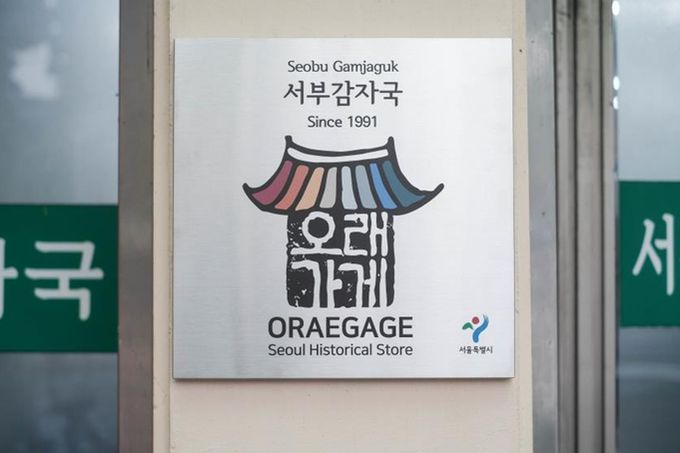 Seobu Gamjaguk
서부감자국
Since 1991
오래
가게
ORAEGAGE
Seoul Historical Store
서울특별시
자국
서